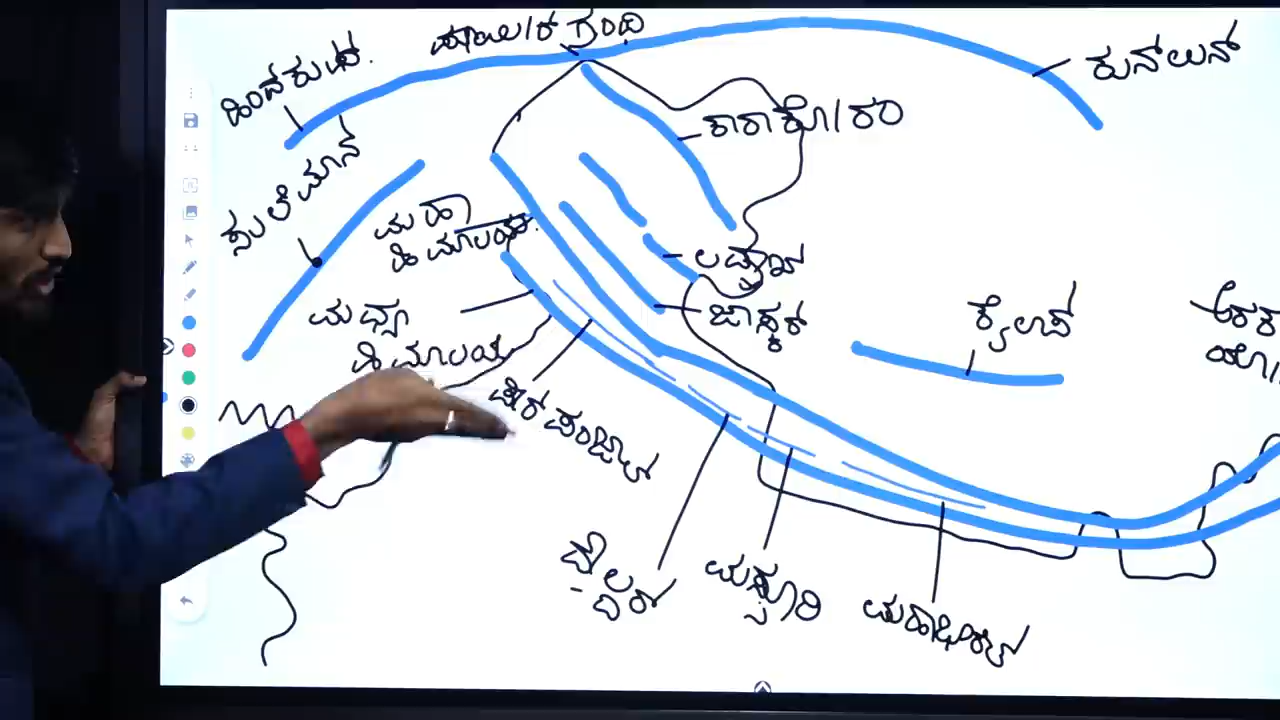 ಪಾಮೀರ್ ಗ್ರಂಥಿ
ಹಿಂದೂಕುಷ್
ಕುನ್‌ಲುನ್
ಕಾರಾಕೋರಂ
ಸುಲೆಮಾನ್
ಮಹಾ
ಹಿಮಾಲಯ
ಲಡಾಖ್
ಜಾಸ್ಕರ್
ಮಧ್ಯ
ಹಿಮಾಲಯ
ಕೈಲಾಸ್
ಪೀರ್ ಪಂಜಾಲ್
ಮಸ್ಸೂರಿ
ಮಹಾಭಾರತ್